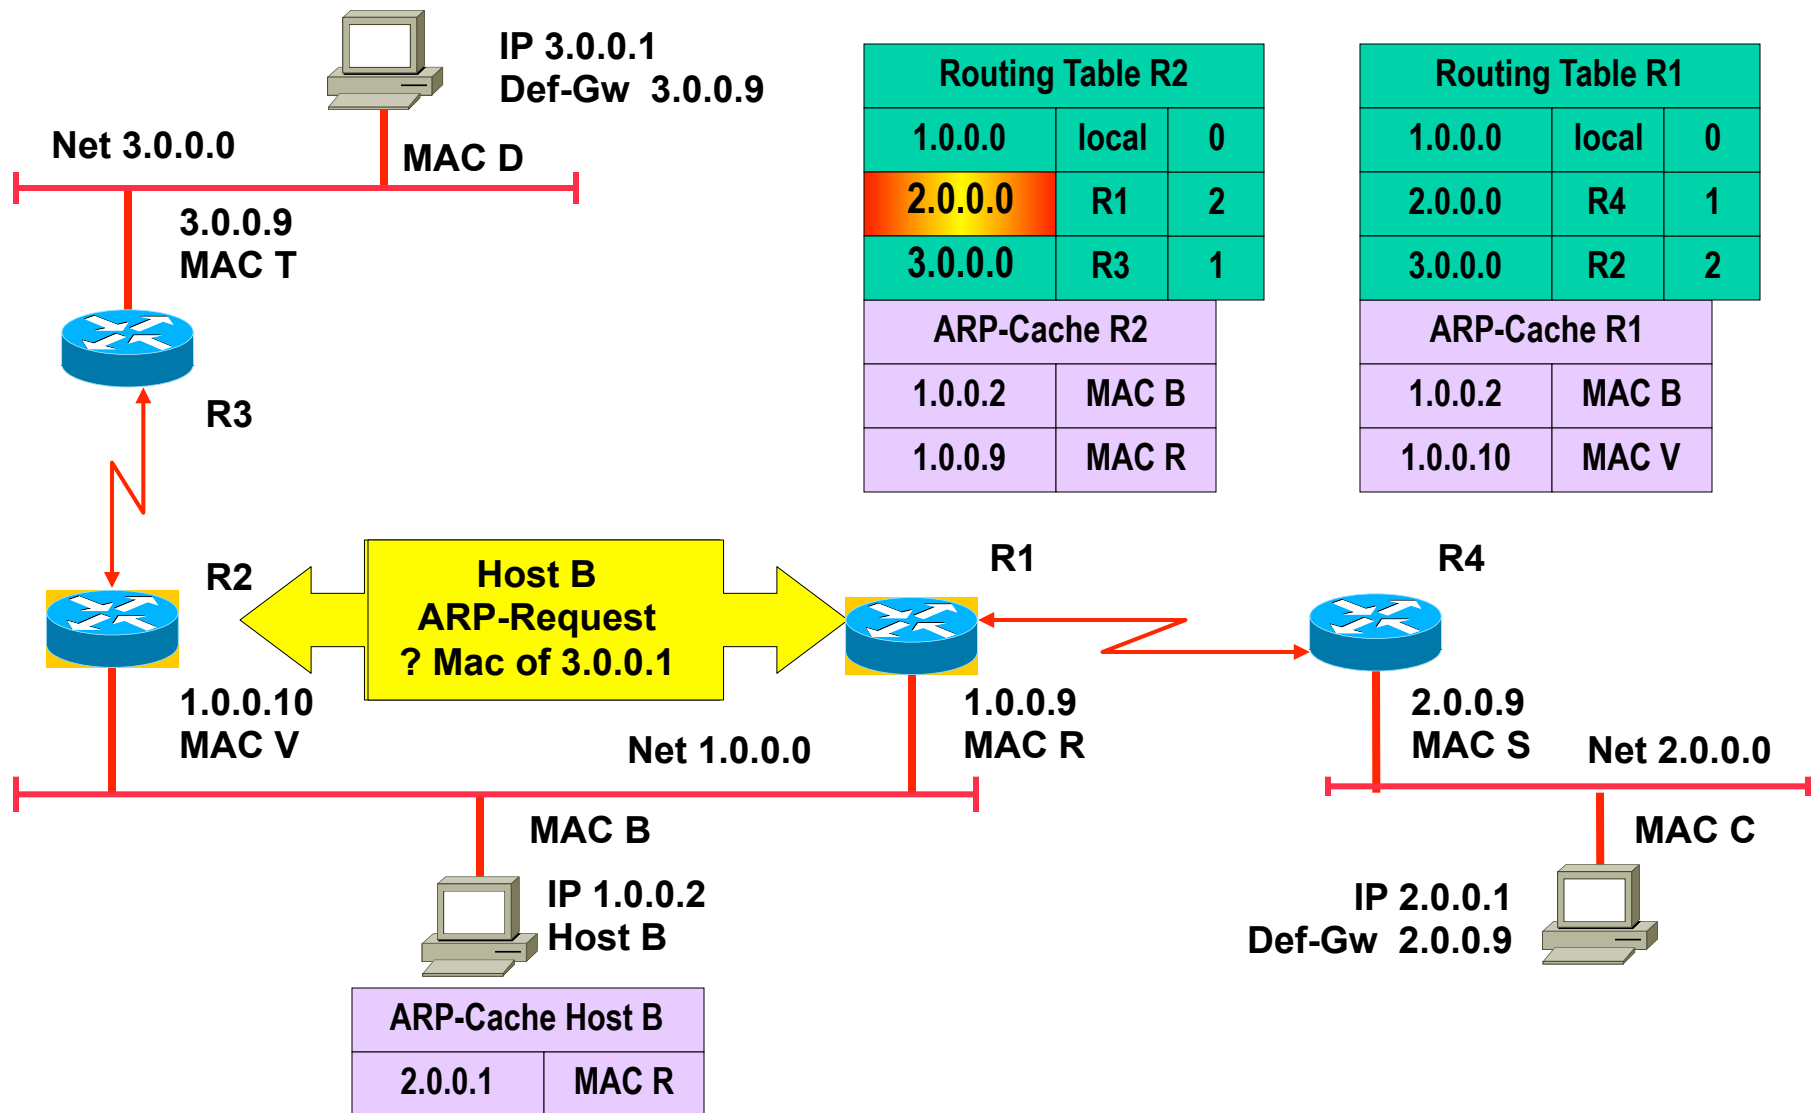 IP 3.0.0.1
Def-Gw 3.0.0.9
Net 3.0.0.0
MAC D
3.0.0.9
MAC T
R3
Routing Table R2
1.0.0.0 local 0
2.0.0.0 R1 2
3.0.0.0 R3 1
ARP-Cache R2
1.0.0.2 MAC B
1.0.0.9 MAC R
Routing Table R1
1.0.0.0 local 0
2.0.0.0 R4 1
3.0.0.0 R2 2
ARP-Cache R1
1.0.0.2 MAC B
1.0.0.10 MAC V
R2
Host B
ARP-Request
? Mac of 3.0.0.1
R1
R4
1.0.0.10
MAC V
Net 1.0.0.0
1.0.0.9
MAC R
2.0.0.9
MAC S
Net 2.0.0.0
MAC B
MAC C
IP 1.0.0.2
Host B
IP 2.0.0.1
Def-Gw 2.0.0.9
ARP-Cache Host B
2.0.0.1 MAC R